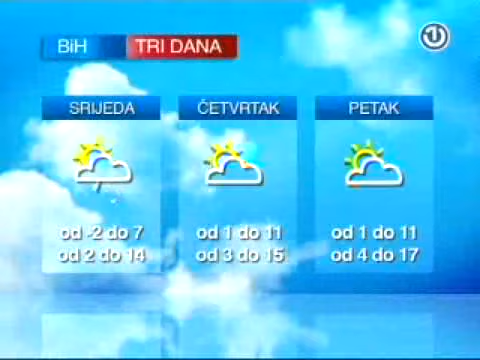 BiH TRI DANA
SRIJEDA
od -2 do 7
od 2 do 14
ČETVRTAK
od 1 do 11
od 3 do 15
PETAK
od 1 do 11
od 4 do 17